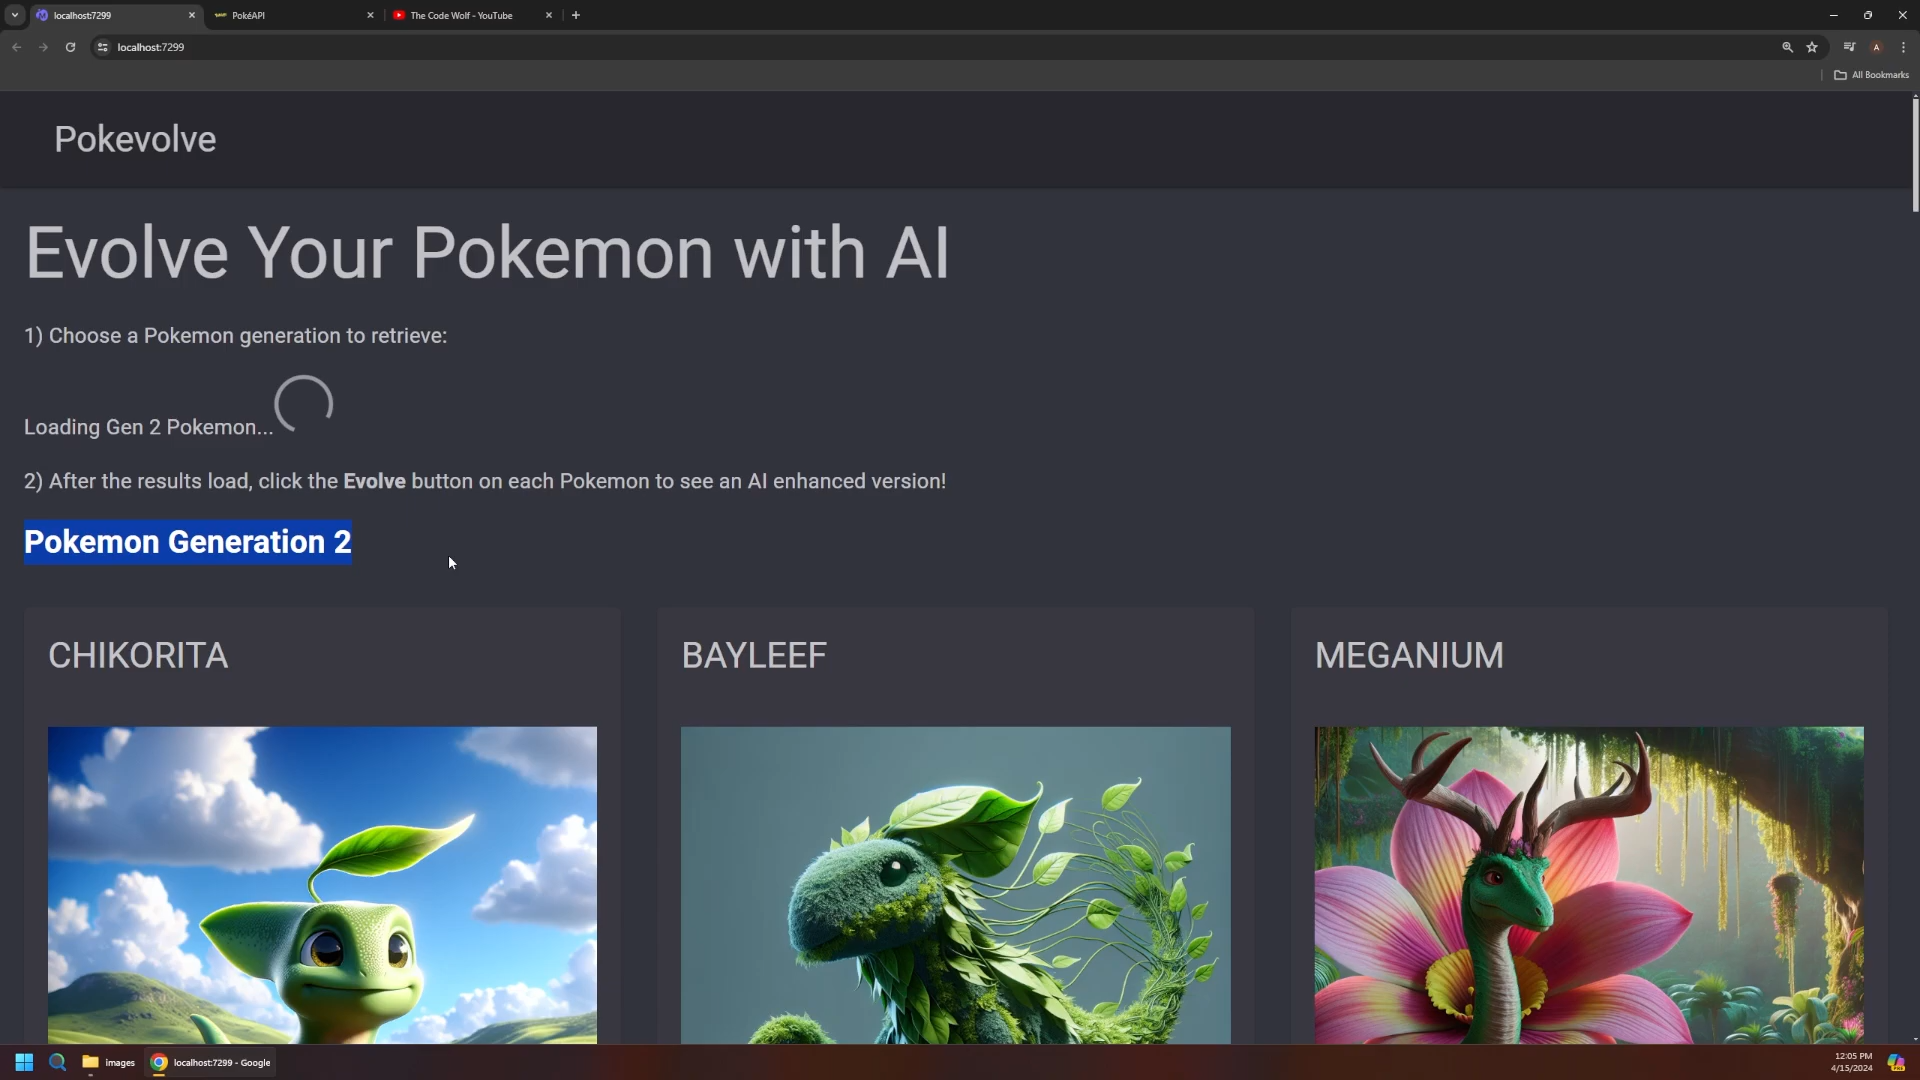 localhost:7299
PokéAPI
The Code Wolf - YouTube
localhost:7299
A
All Bookmarks
Pokevolve
Evolve Your Pokemon with AI
1) Choose a Pokemon generation to retrieve:
Loading Gen 2 Pokemon...
2) After the results load, click the Evolve button on each Pokemon to see an AI enhanced version!
Pokemon Generation 2
CHIKORITA
BAYLEEF
MEGANIUM
images
localhost:7299 - Google
12:05 PM
4/15/2024